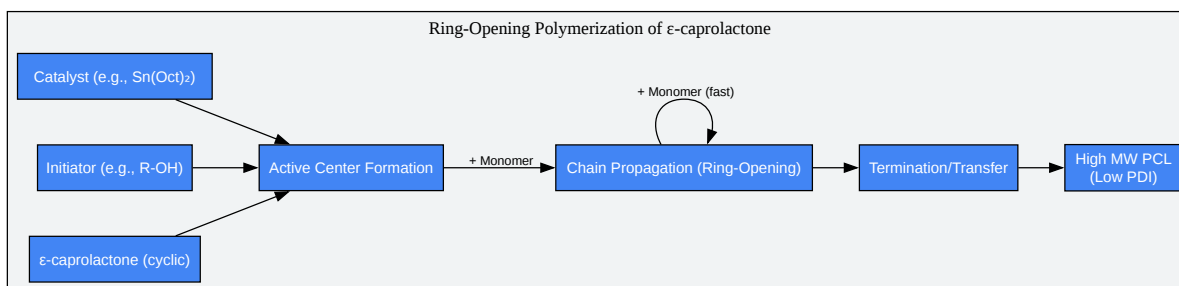 Ring-Opening Polymerization of ε-caprolactone
Catalyst (e.g., Sn(Oct)₂)
+ Monomer (fast)
Initiator (e.g., R-OH)
Active Center Formation
+ Monomer
Chain Propagation (Ring-Opening)
Termination/Transfer
High MW PCL
(Low PDI)
ε-caprolactone (cyclic)